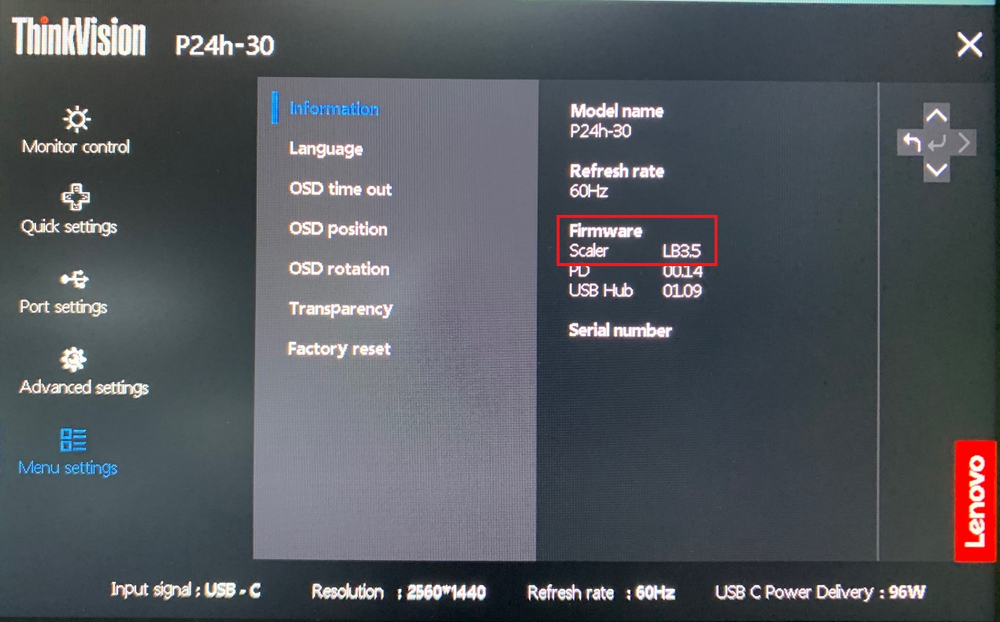 ThinkVision P24h-30
Monitor control
Quick settings
Port settings
Advanced settings
Menu settings
Information
Language
OSD time out
OSD position
OSD rotation
Transparency
Factory reset
Model name
P24h-30
Refresh rate
60Hz
Firmware
Scaler LB3.5
PD 00.14
USB Hub 01.09
Serial number
Lenovo
Input signal : USB - C Resolution : 2560*1440 Refresh rate : 60Hz USB C Power Delivery : 96W